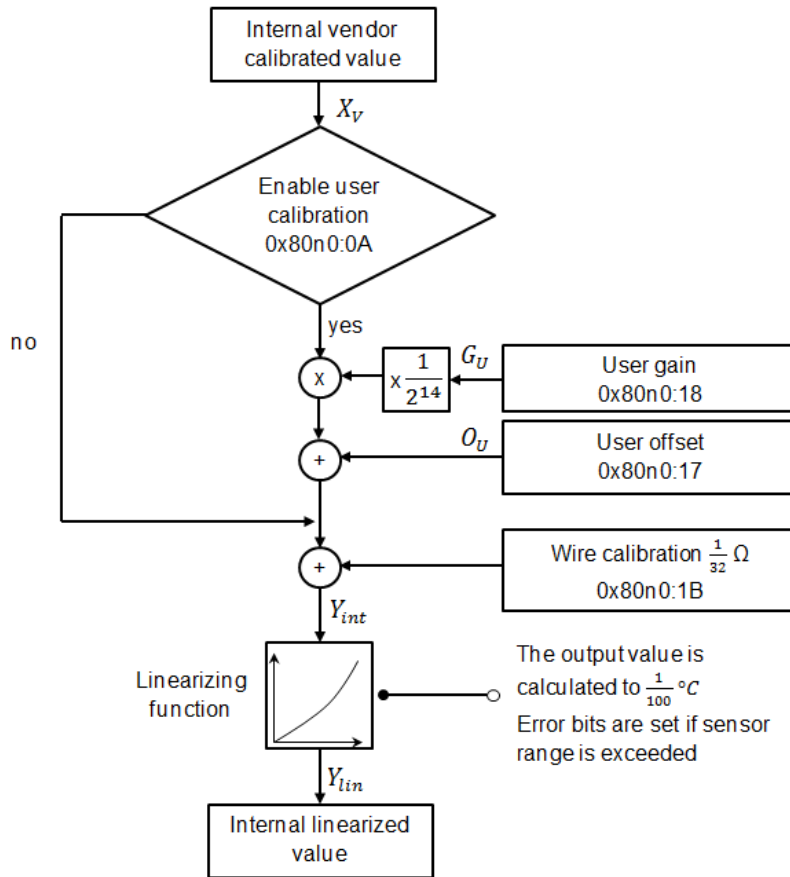 Internal vendor
calibrated value
X_V
Enable user
calibration
0x80n0:0A
no
yes
x
x 1/2^14
G_U
User gain
0x80n0:18
+
O_U
User offset
0x80n0:17
+
Wire calibration 1/32 Ω
0x80n0:1B
Y_int
Linearizing
function
The output value is
calculated to 1/100 °C
Error bits are set if sensor
range is exceeded
Y_lin
Internal linearized
value